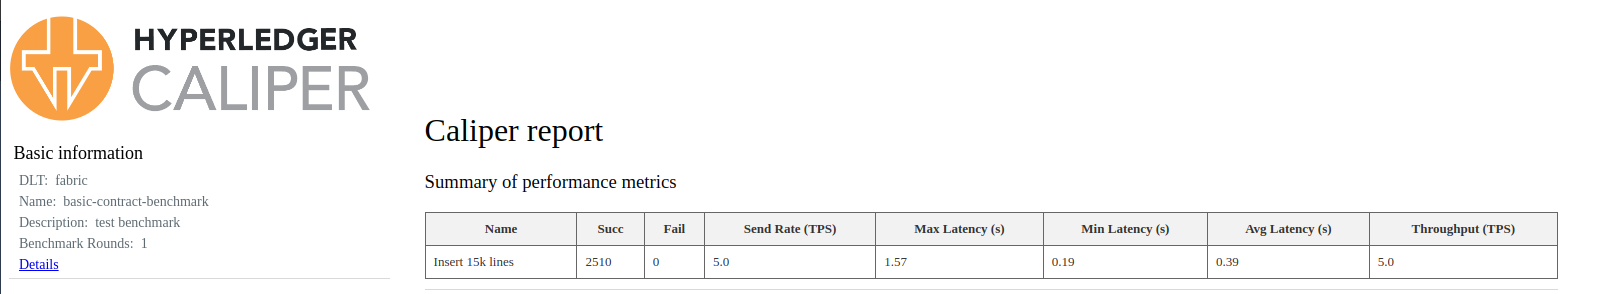 HYPERLEDGER
CALIPER
Basic information
DLT: fabric
Name: basic-contract-benchmark
Description: test benchmark
Benchmark Rounds: 1
Details
Caliper report
Summary of performance metrics
Name Succ Fail Send Rate (TPS) Max Latency (s) Min Latency (s) Avg Latency (s) Throughput (TPS)
Insert 15k lines 2510 0 5.0 1.57 0.19 0.39 5.0